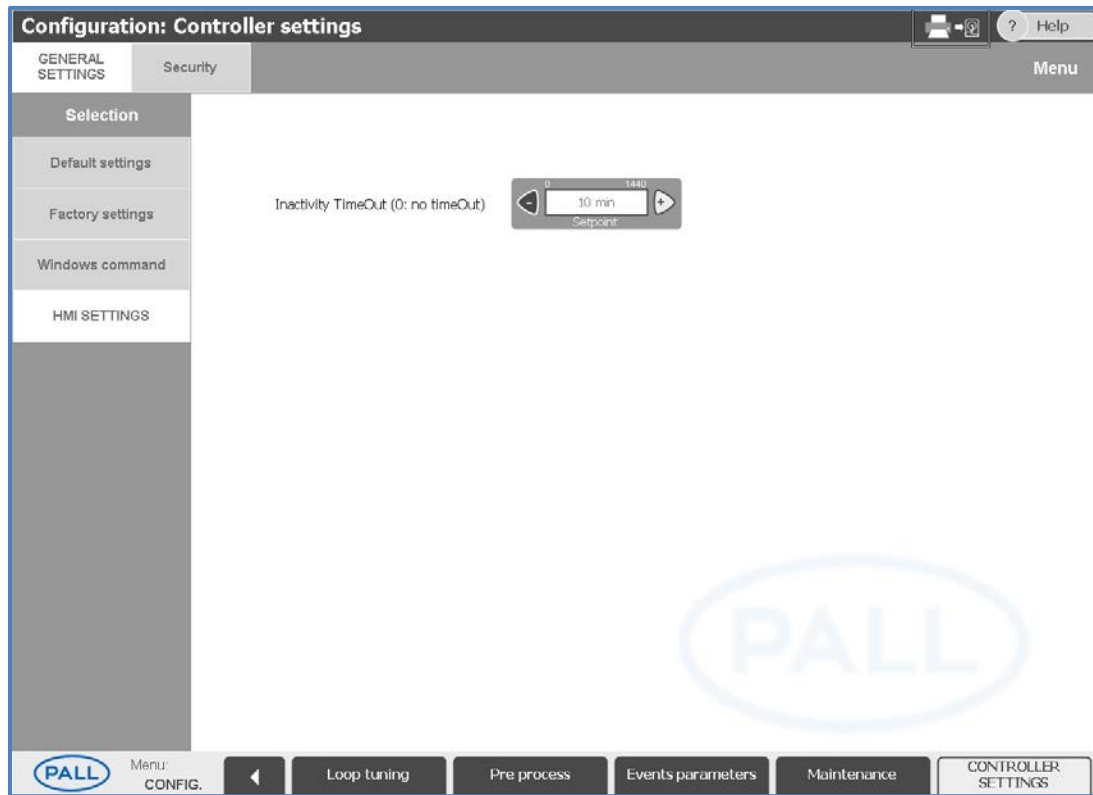 Configuration: Controller settings
? Help
GENERAL
SETTINGS
Security
Menu
Selection
Default settings
Factory settings
Windows command
HMI SETTINGS
0 1440
Inactivity TimeOut (0: no timeOut)
- 10 min +
Setpoint
PALL
PALL
Menu:
CONFIG.
Loop tuning
Pre process
Events parameters
Maintenance
CONTROLLER
SETTINGS